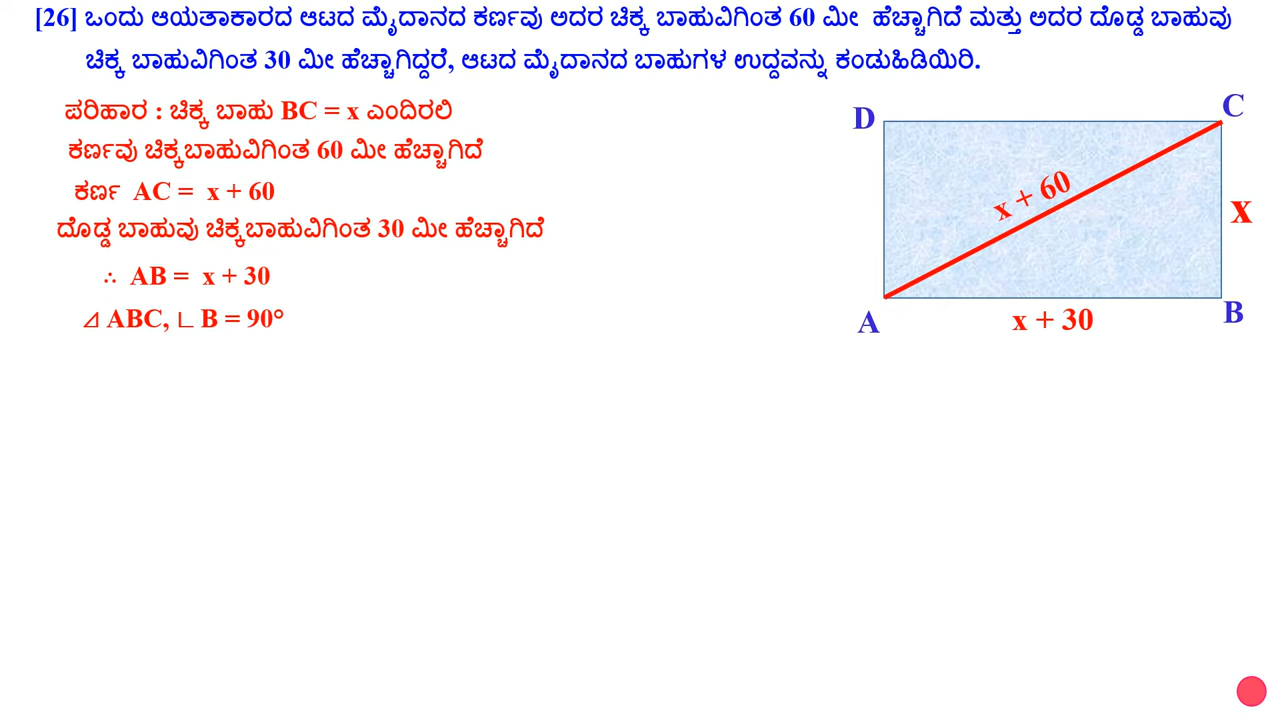 [26] ಒಂದು ಆಯತಾಕಾರದ ಆಟದ ಮೈದಾನದ ಕರ್ಣವು ಅದರ ಚಿಕ್ಕ ಬಾಹುವಿಗಿಂತ 60 ಮೀ ಹೆಚ್ಚಾಗಿದೆ ಮತ್ತು ಅದರ ದೊಡ್ಡ ಬಾಹುವು
ಚಿಕ್ಕ ಬಾಹುವಿಗಿಂತ 30 ಮೀ ಹೆಚ್ಚಾಗಿದ್ದರೆ, ಆಟದ ಮೈದಾನದ ಬಾಹುಗಳ ಉದ್ದವನ್ನು ಕಂಡುಹಿಡಿಯಿರಿ.
ಪರಿಹಾರ : ಚಿಕ್ಕ ಬಾಹು BC = x ಎಂದಿರಲಿ
ಕರ್ಣವು ಚಿಕ್ಕಬಾಹುವಿಗಿಂತ 60 ಮೀ ಹೆಚ್ಚಾಗಿದೆ
ಕರ್ಣ AC = x + 60
ದೊಡ್ಡ ಬಾಹುವು ಚಿಕ್ಕಬಾಹುವಿಗಿಂತ 30 ಮೀ ಹೆಚ್ಚಾಗಿದೆ
∴ AB = x + 30
⊿ ABC, ∟ B = 90°
D
C
x + 60
x
A
x + 30
B